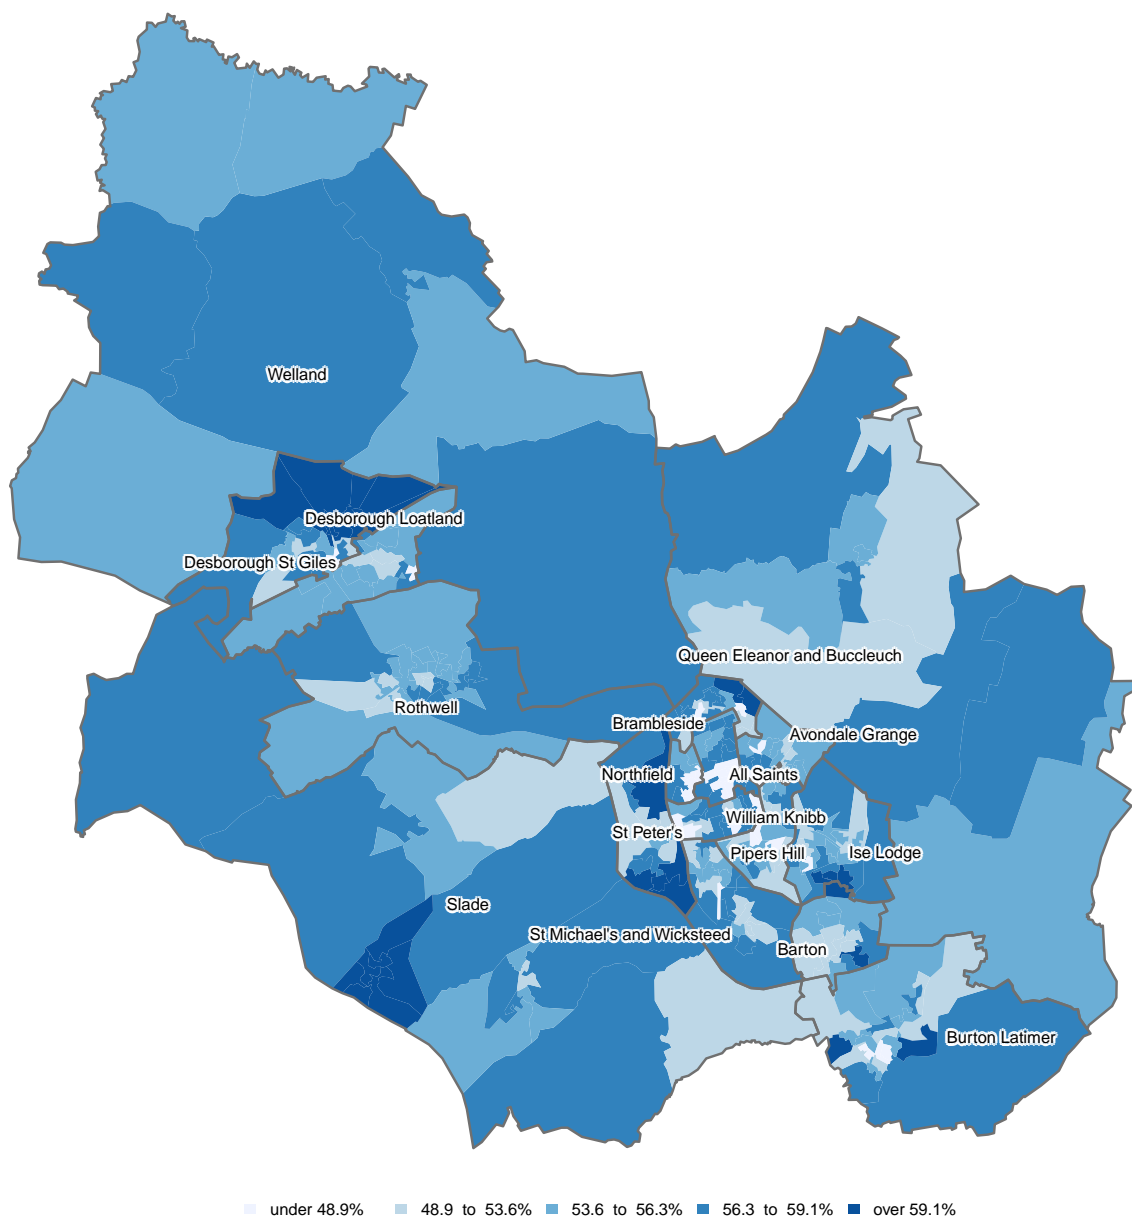 Welland
Desborough Loatland
Desborough St Giles
Queen Eleanor and Buccleuch
Rothwell
Brambleside
Avondale Grange
Northfield
All Saints
William Knibb
St Peter's
Pipers Hill
Ise Lodge
Slade
St Michael's and Wicksteed
Barton
Burton Latimer
under 48.9% 48.9 to 53.6% 53.6 to 56.3% 56.3 to 59.1% over 59.1%